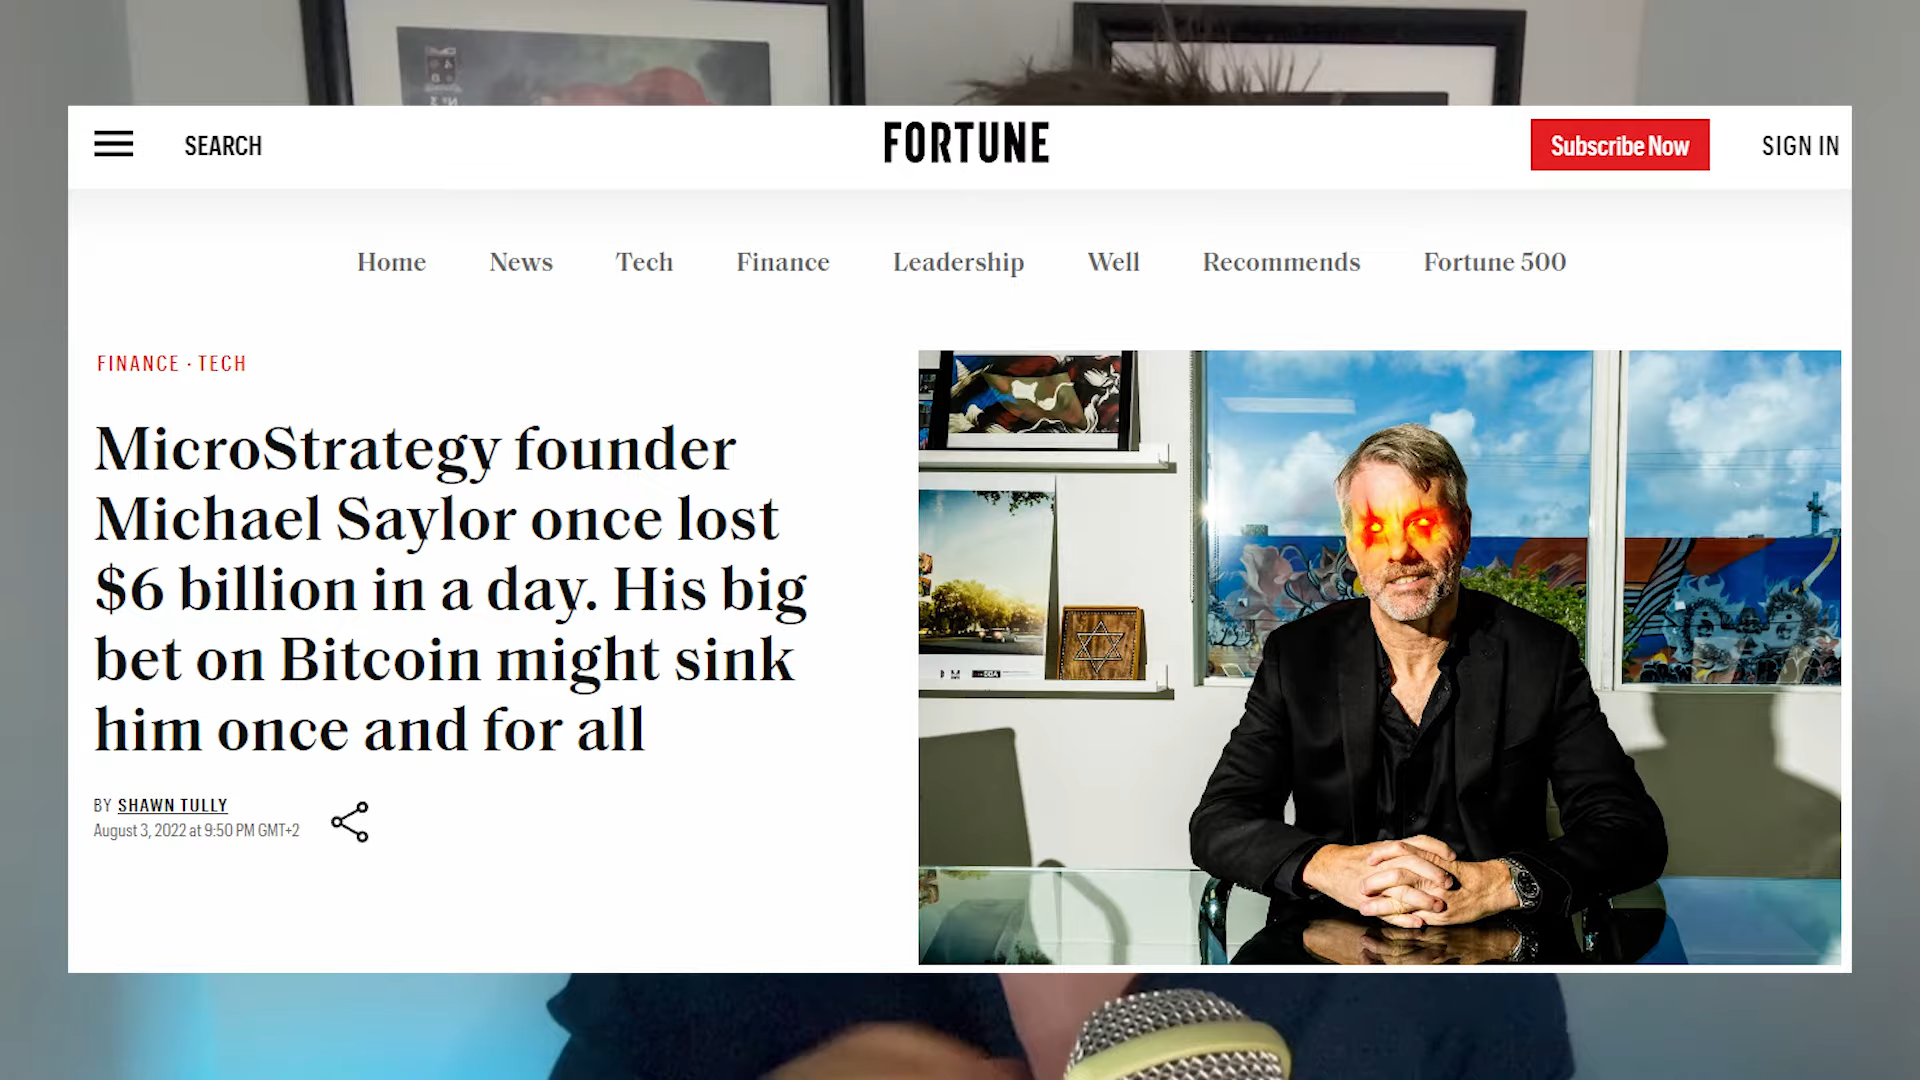 SEARCH
FORTUNE
Subscribe Now
SIGN IN
Home
News
Tech
Finance
Leadership
Well
Recommends
Fortune 500
FINANCE · TECH
MicroStrategy founder
Michael Saylor once lost
$6 billion in a day. His big
bet on Bitcoin might sink
him once and for all
BY SHAWN TULLY
August 3, 2022 at 9:50 PM GMT+2